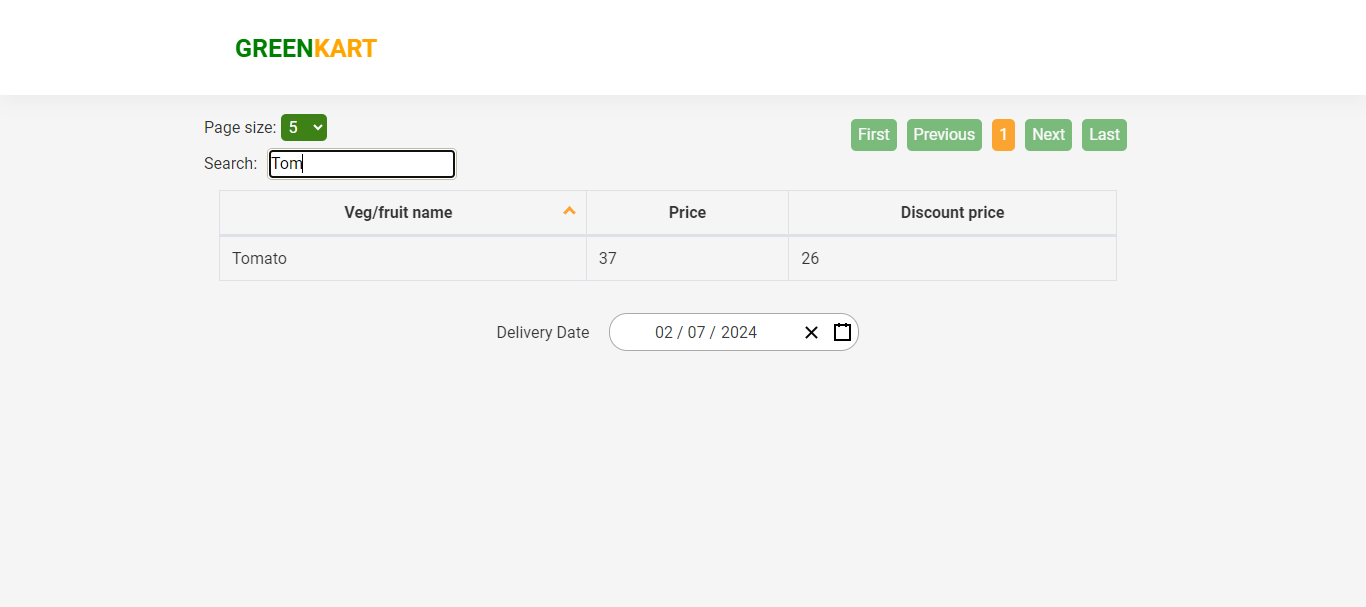 GREENKART
Page size: 5
First Previous 1 Next Last
Search: Tom
Veg/fruit name Price Discount price
Tomato 37 26
Delivery Date 02 / 07 / 2024